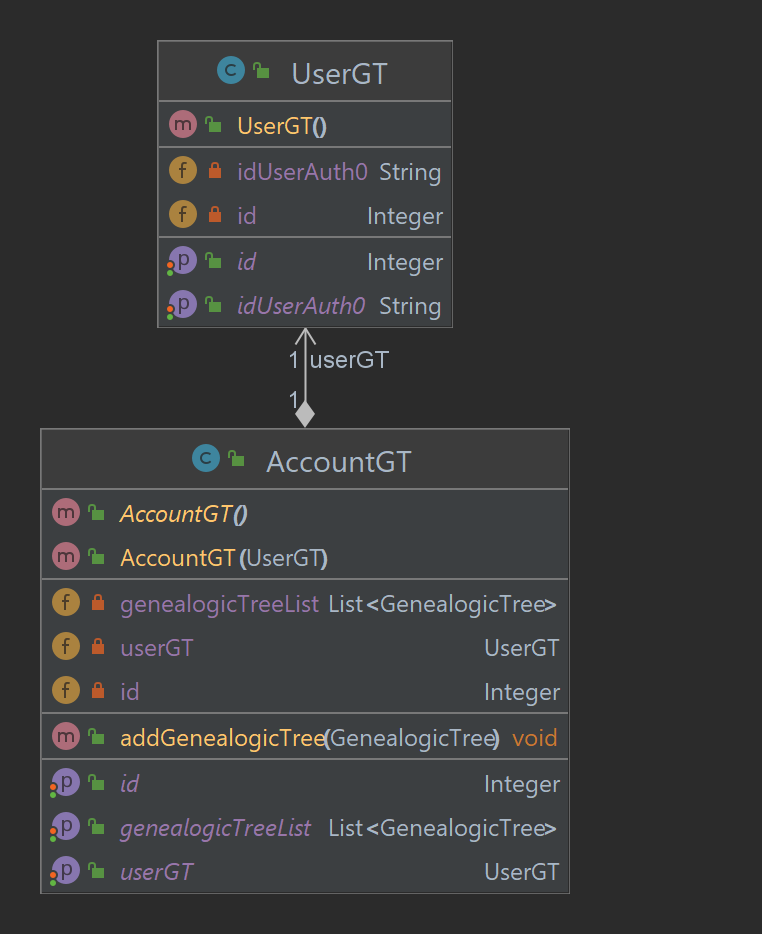 C UserGT
m UserGT()
f idUserAuth0 String
f id Integer
p id Integer
p idUserAuth0 String
1 userGT
1
C AccountGT
m AccountGT()
m AccountGT(UserGT)
f genealogicTreeList List<GenealogicTree>
f userGT UserGT
f id Integer
m addGenealogicTree(GenealogicTree) void
p id Integer
p genealogicTreeList List<GenealogicTree>
p userGT UserGT